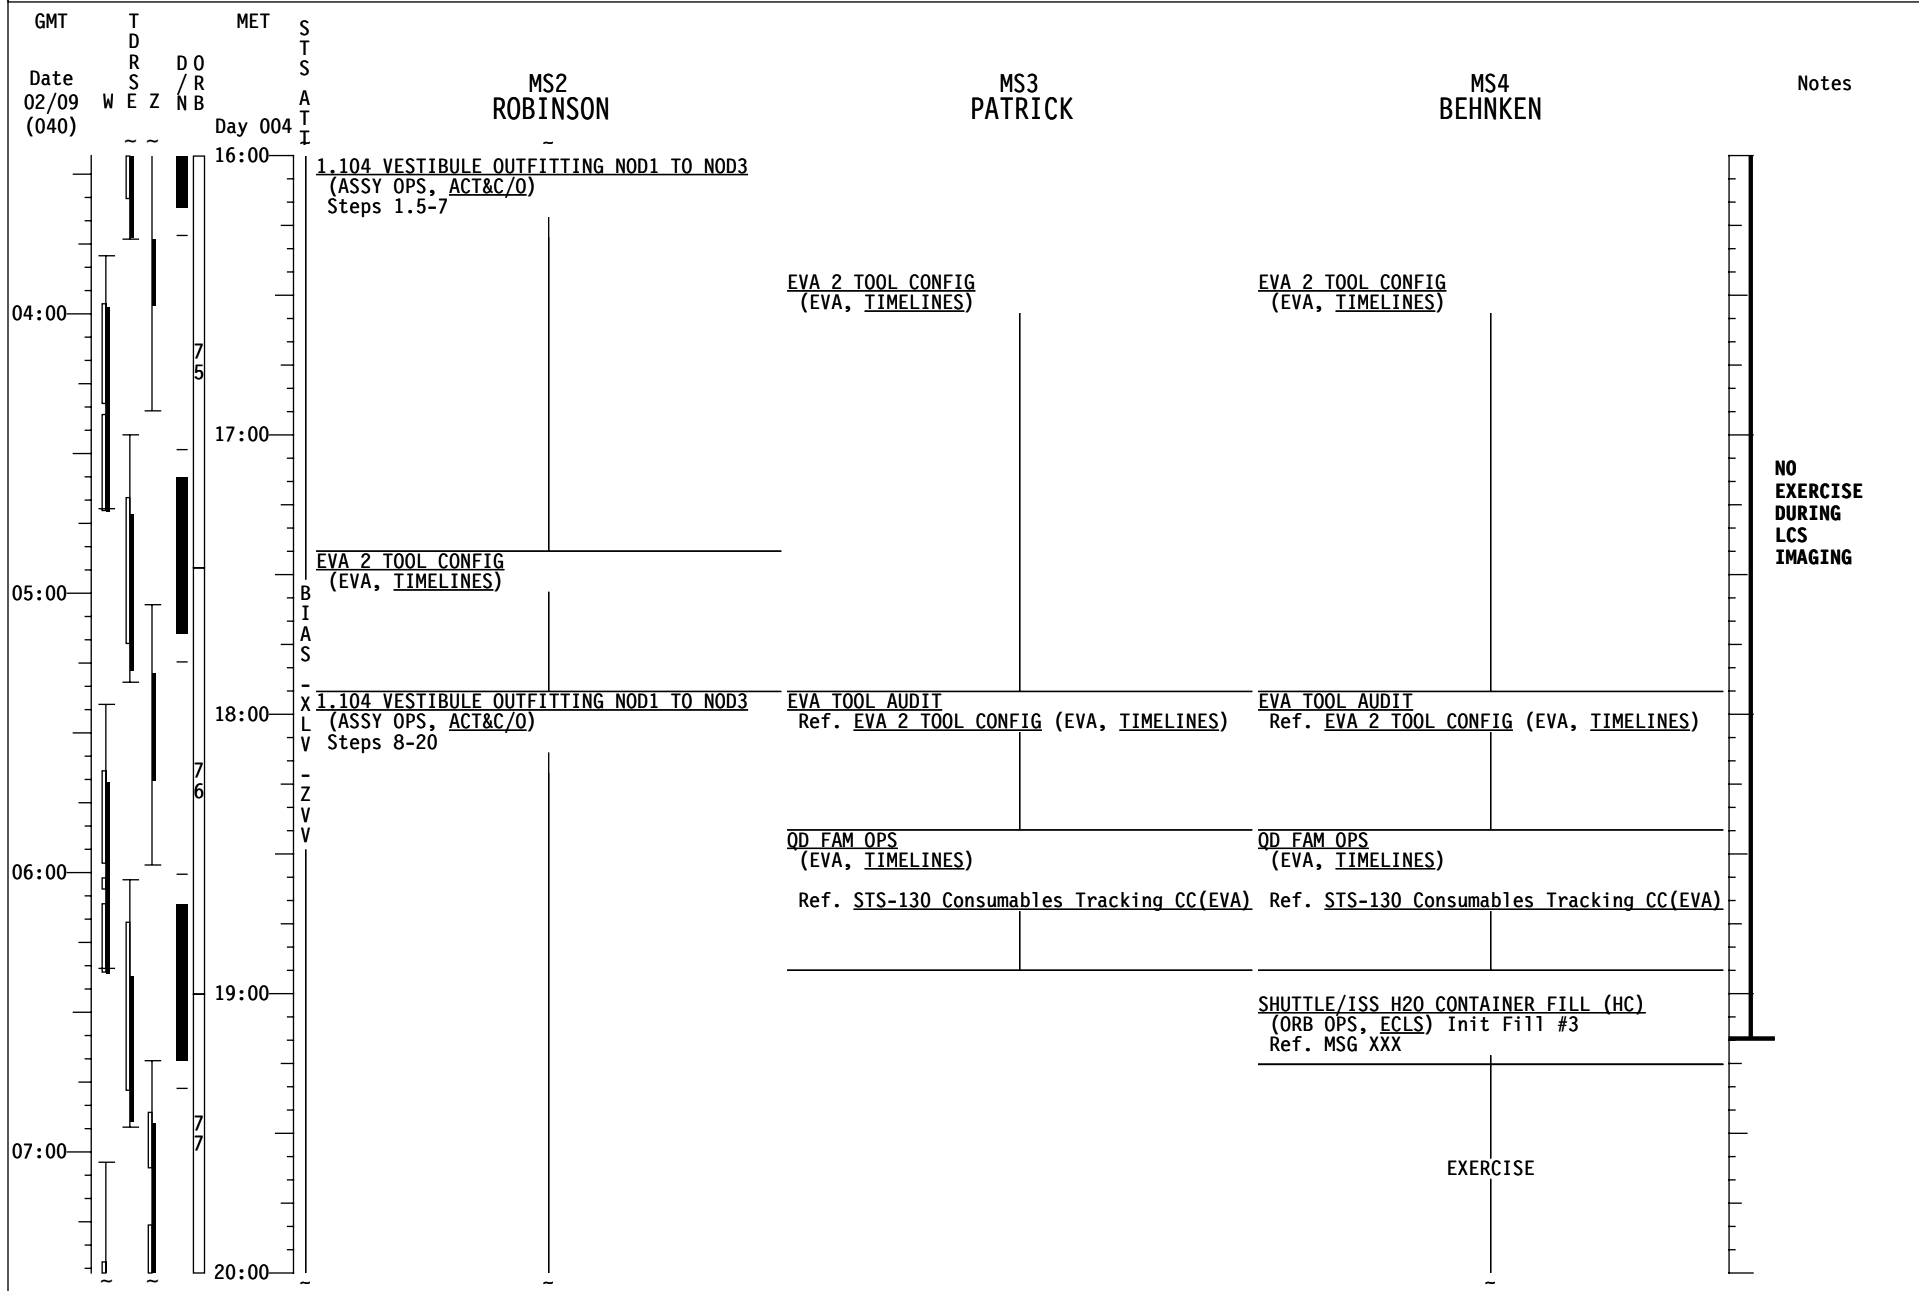 GMT
Date
02/09
(040)
TDRS
W E Z
D/N
ORB
MET
Day 004
STS ATT
MS2
ROBINSON
MS3
PATRICK
MS4
BEHNKEN
Notes
16:00
17:00
18:00
19:00
20:00
04:00
05:00
06:00
07:00
75
76
77
BIAS -XLV -ZVV
1.104 VESTIBULE OUTFITTING NOD1 TO NOD3
(ASSY OPS, ACT&C/O)
Steps 1.5-7
EVA 2 TOOL CONFIG
(EVA, TIMELINES)
1.104 VESTIBULE OUTFITTING NOD1 TO NOD3
(ASSY OPS, ACT&C/O)
Steps 8-20
EVA 2 TOOL CONFIG
(EVA, TIMELINES)
EVA TOOL AUDIT
Ref. EVA 2 TOOL CONFIG (EVA, TIMELINES)
QD FAM OPS
(EVA, TIMELINES)
Ref. STS-130 Consumables Tracking CC(EVA)
EVA 2 TOOL CONFIG
(EVA, TIMELINES)
EVA TOOL AUDIT
Ref. EVA 2 TOOL CONFIG (EVA, TIMELINES)
QD FAM OPS
(EVA, TIMELINES)
Ref. STS-130 Consumables Tracking CC(EVA)
SHUTTLE/ISS H2O CONTAINER FILL (HC)
(ORB OPS, ECLS) Init Fill #3
Ref. MSG XXX
EXERCISE
NO
EXERCISE
DURING
LCS
IMAGING